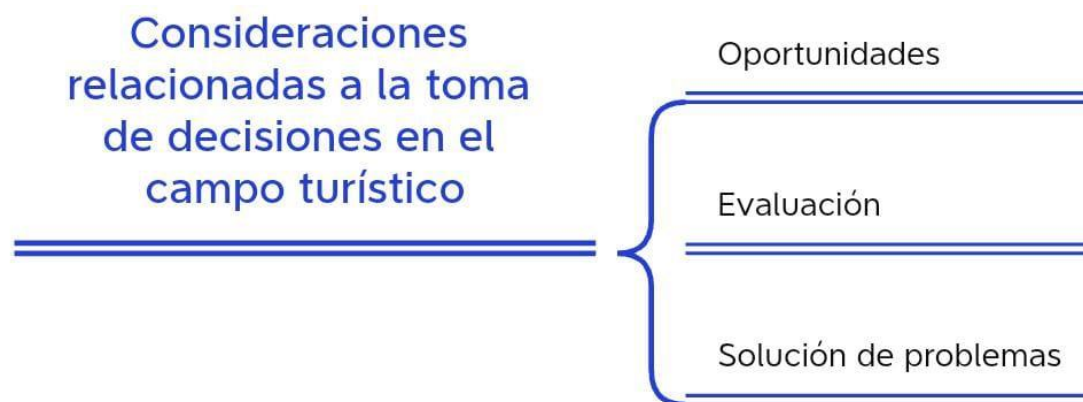 Consideraciones
relacionadas a la toma
de decisiones en el
campo turístico
Oportunidades
Evaluación
Solución de problemas